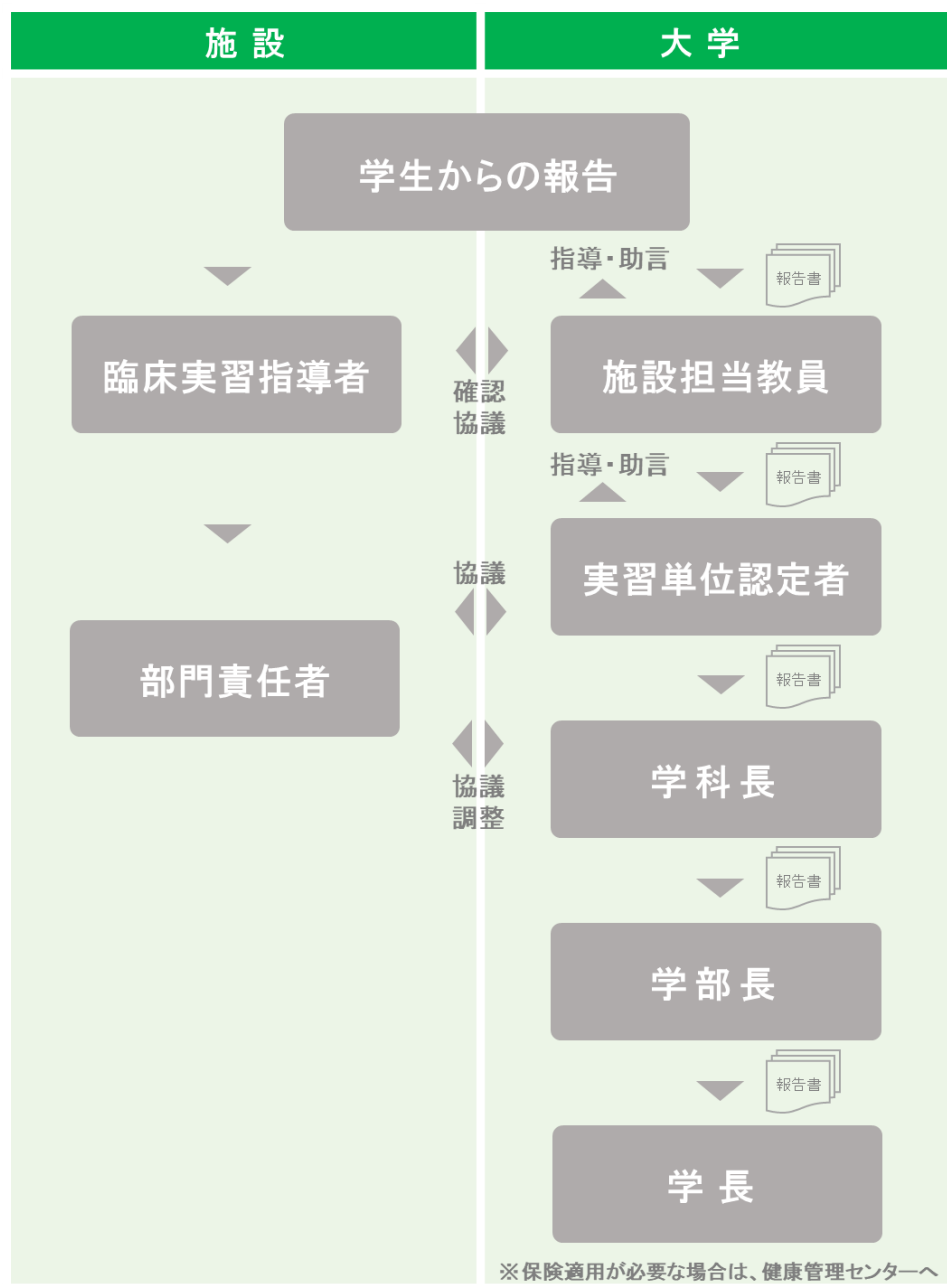 施設
大学
学生からの報告
指導・助言
報告書
臨床実習指導者
確認
協議
施設担当教員
指導・助言
報告書
協議
実習単位認定者
部門責任者
報告書
協議
調整
学科長
報告書
学部長
報告書
学長
※保険適用が必要な場合は、健康管理センターへ